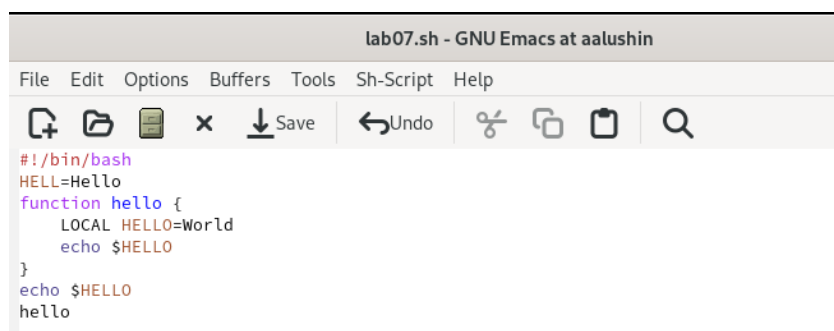 lab07.sh - GNU Emacs at aalushin
File Edit Options Buffers Tools Sh-Script Help
Save Undo
#!/bin/bash
HELL=Hello
function hello {
    LOCAL HELLO=World
    echo $HELLO
}
echo $HELLO
hello